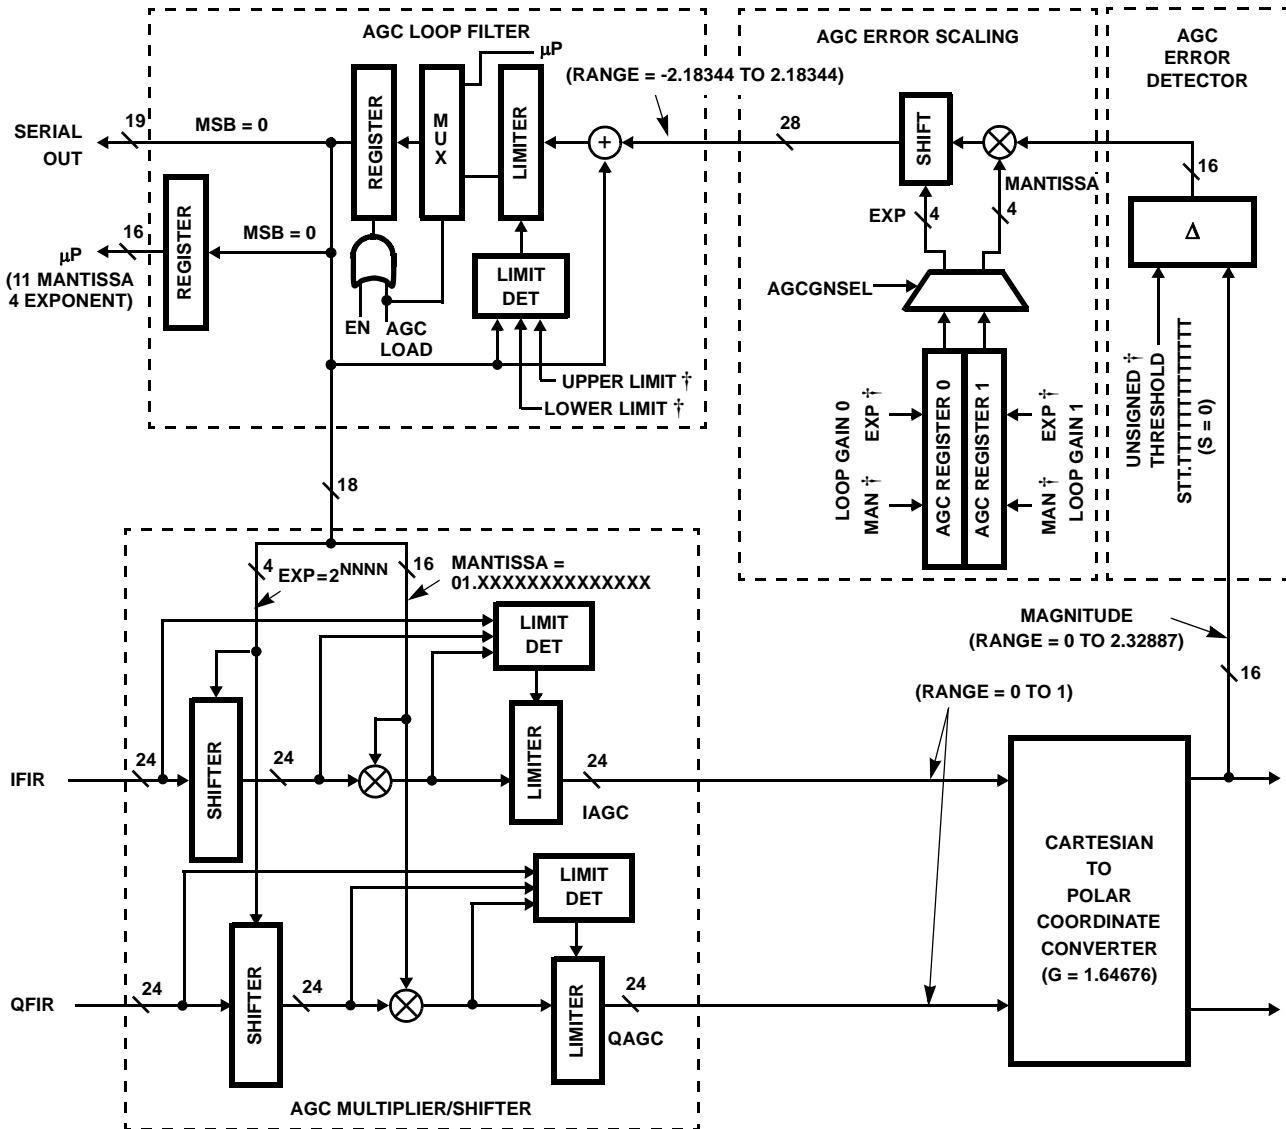 AGC LOOP FILTER
µP
REGISTER
MUX
LIMITER
+
SERIAL
OUT
19
MSB = 0
µP
16
(11 MANTISSA
4 EXPONENT)
REGISTER
MSB = 0
EN
AGC
LOAD
LIMIT
DET
UPPER LIMIT †
LOWER LIMIT †
(RANGE = -2.18344 TO 2.18344)
28
AGC ERROR SCALING
SHIFT
MANTISSA
EXP
4
4
AGCGNSEL
AGC REGISTER 0
AGC REGISTER 1
LOOP GAIN 0
EXP †
MAN †
EXP †
MAN †
LOOP GAIN 1
AGC
ERROR
DETECTOR
16
Δ
UNSIGNED †
THRESHOLD
(S = 0)
18
4
EXP=2^NNNN
16
MANTISSA =
01.XXXXXXXXXXXXXX
LIMIT
DET
IFIR
24
SHIFTER
24
LIMITER
24
IAGC
LIMIT
DET
QFIR
24
SHIFTER
24
LIMITER
24
QAGC
AGC MULTIPLIER/SHIFTER
MAGNITUDE
(RANGE = 0 TO 2.32887)
16
(RANGE = 0 TO 1)
CARTESIAN
TO
POLAR
COORDINATE
CONVERTER
(G = 1.64676)